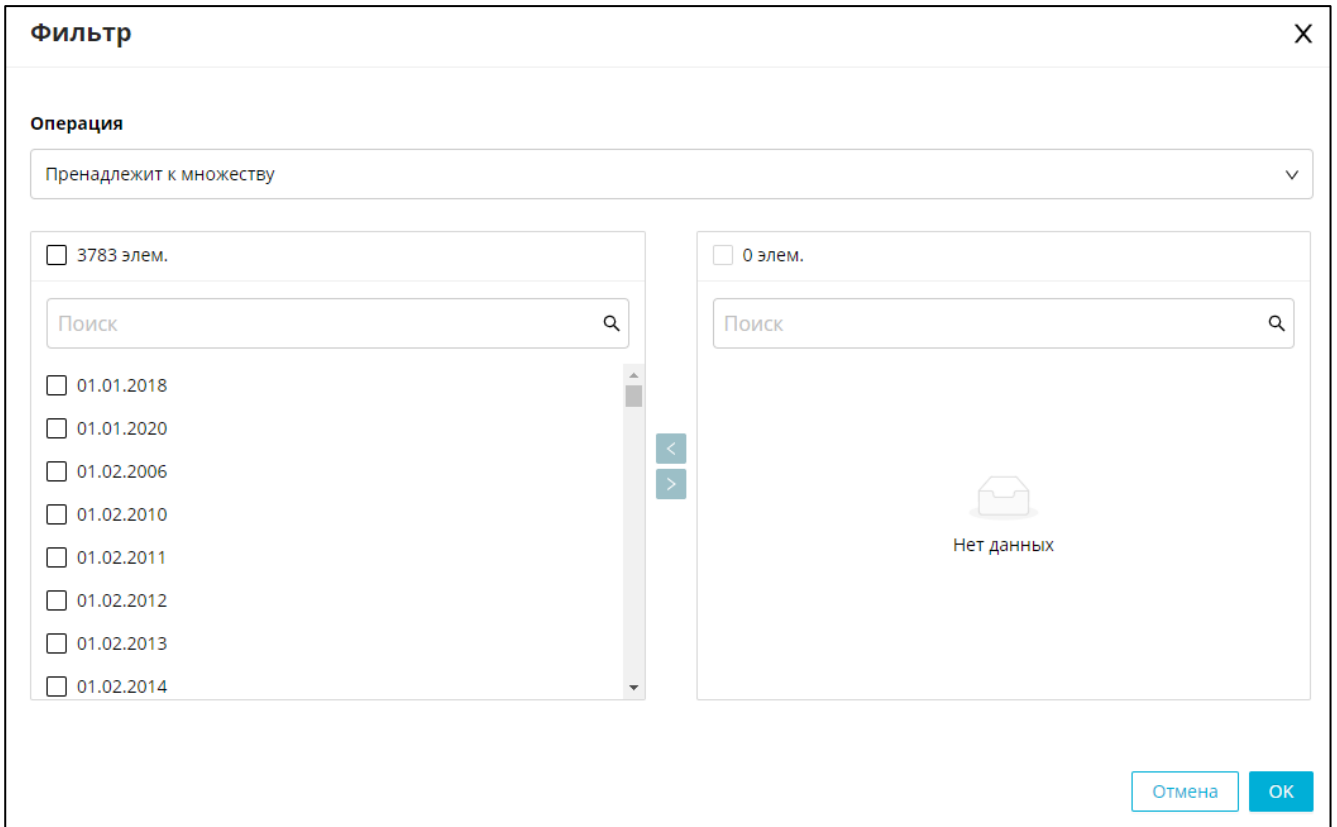 Фильтр
Операция
Пренадлежит к множеству
3783 элем.
Поиск
01.01.2018
01.01.2020
01.02.2006
01.02.2010
01.02.2011
01.02.2012
01.02.2013
01.02.2014
0 элем.
Поиск
Нет данных
Отмена
OK